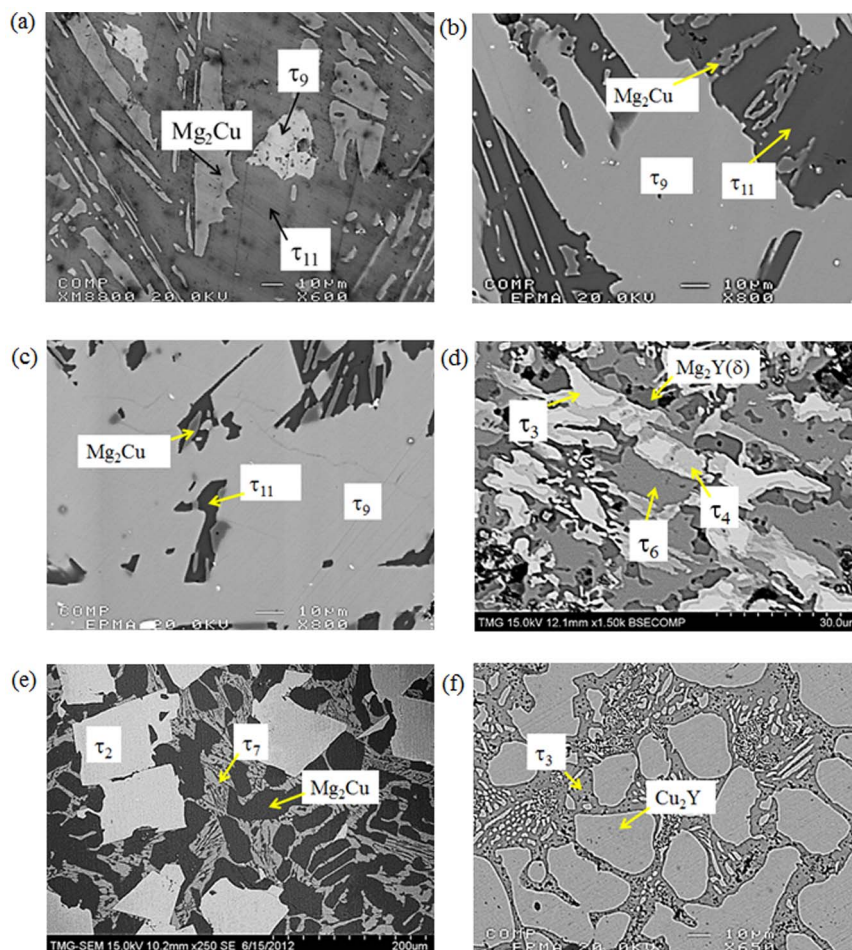 (a)
τ9
Mg2Cu
τ11
COMP 10μm
XM8800 20.0KV X600
(b)
Mg2Cu
τ9
τ11
COMP 10μm
EPMA 20.0KV X800
(c)
Mg2Cu
τ11
τ9
COMP 10μm
EPMA 20.0KV X800
(d)
Mg2Y(δ)
τ3
τ4
τ6
TMG 15.0kV 12.1mm x1.50k BSECOMP 30.0um
(e)
τ2
τ7
Mg2Cu
TMG-SEM 15.0kV 10.2mm x250 SE 6/15/2012 200um
(f)
τ3
Cu2Y
COMP 10μm
EPMA 20.0KV X650